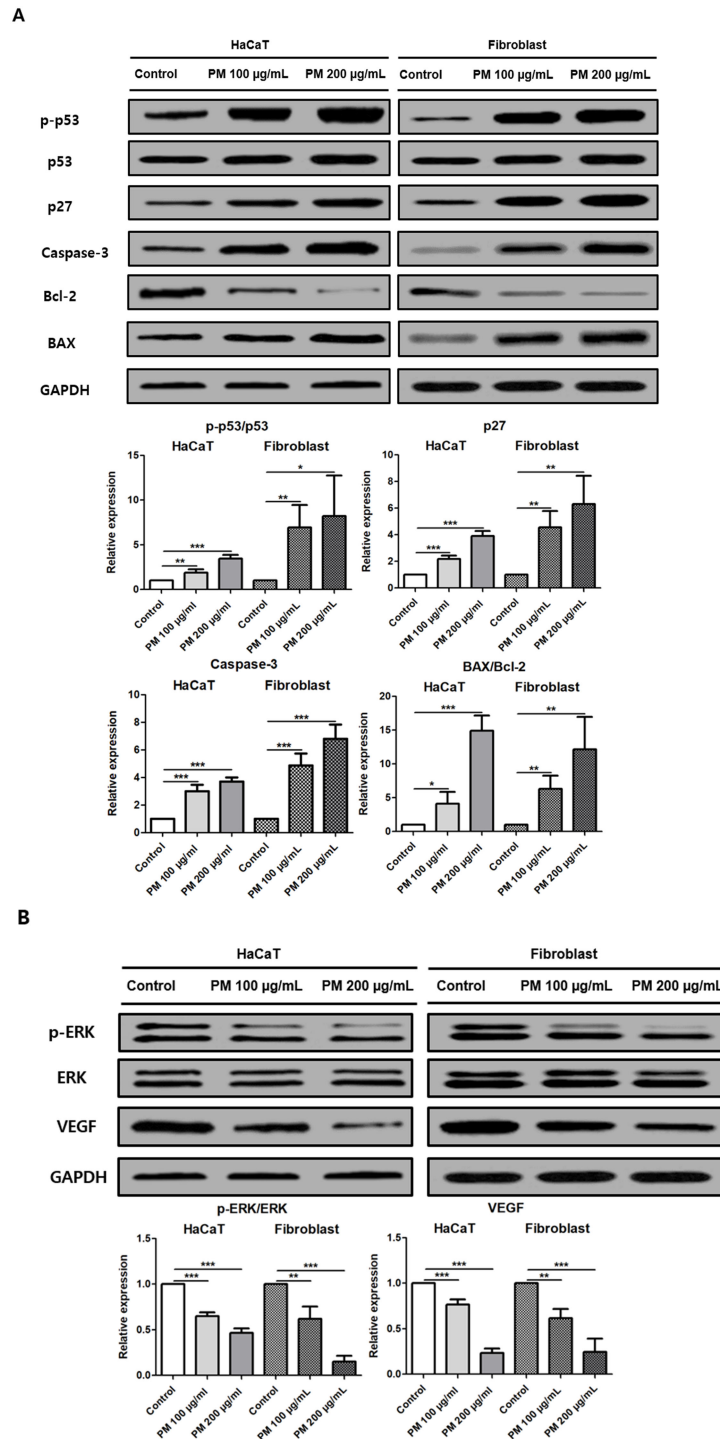 A
HaCaT Fibroblast
Control PM 100 µg/mL PM 200 µg/mL Control PM 100 µg/mL PM 200 µg/mL
p-p53
p53
p27
Caspase-3
Bcl-2
BAX
GAPDH
p-p53/p53
HaCaT Fibroblast
Relative expression
15
10
5
0
** *** ** *
Control PM 100 µg/ml PM 200 µg/ml Control PM 100 µg/mL PM 200 µg/mL
p27
HaCaT Fibroblast
Relative expression
10
8
6
4
2
0
*** *** ** **
Control PM 100 µg/ml PM 200 µg/ml Control PM 100 µg/mL PM 200 µg/mL
Caspase-3
HaCaT Fibroblast
Relative expression
10
8
6
4
2
0
*** *** *** ***
Control PM 100 µg/ml PM 200 µg/ml Control PM 100 µg/mL PM 200 µg/mL
BAX/Bcl-2
HaCaT Fibroblast
Relative expression
20
15
10
5
0
* *** ** **
Control PM 100 µg/ml PM 200 µg/ml Control PM 100 µg/mL PM 200 µg/mL
B
HaCaT Fibroblast
Control PM 100 µg/mL PM 200 µg/mL Control PM 100 µg/mL PM 200 µg/mL
p-ERK
ERK
VEGF
GAPDH
p-ERK/ERK
HaCaT Fibroblast
Relative expression
1.5
1.0
0.5
0.0
*** *** ** ***
Control PM 100 µg/ml PM 200 µg/ml Control PM 100 µg/mL PM 200 µg/mL
VEGF
HaCaT Fibroblast
Relative expression
1.5
1.0
0.5
0.0
*** *** ** ***
Control PM 100 µg/ml PM 200 µg/ml Control PM 100 µg/mL PM 200 µg/mL